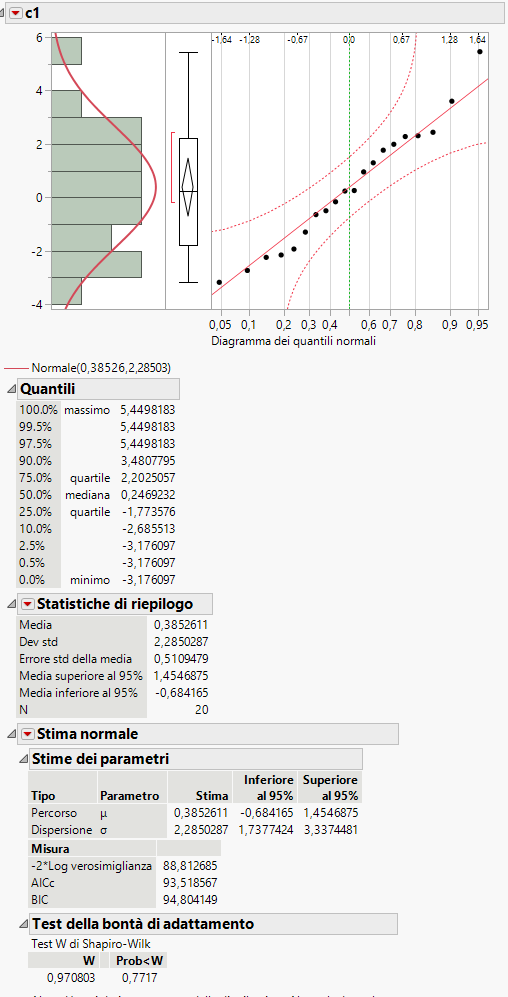 c1
6
4
2
0
-2
-4
-1,64 -1,28 -0,67 0,0 0,67 1,28 1,64
0,05 0,1 0,2 0,3 0,4 0,6 0,7 0,8 0,9 0,95
Diagramma dei quantili normali
Normale(0,38526,2,28503)
Quantili
100.0% massimo 5,4498183
99.5% 5,4498183
97.5% 5,4498183
90.0% 3,4807795
75.0% quartile 2,2025057
50.0% mediana 0,2469232
25.0% quartile -1,773576
10.0% -2,685513
2.5% -3,176097
0.5% -3,176097
0.0% minimo -3,176097
Statistiche di riepilogo
Media 0,3852611
Dev std 2,2850287
Errore std della media 0,5109479
Media superiore al 95% 1,4546875
Media inferiore al 95% -0,684165
N 20
Stima normale
Stime dei parametri
Inferiore Superiore
Tipo Parametro Stima al 95% al 95%
Percorso μ 0,3852611 -0,684165 1,4546875
Dispersione σ 2,2850287 1,7377424 3,3374481
Misura
-2*Log verosimiglianza 88,812685
AICc 93,518567
BIC 94,804149
Test della bontà di adattamento
Test W di Shapiro-Wilk
W Prob<W
0,970803 0,7717